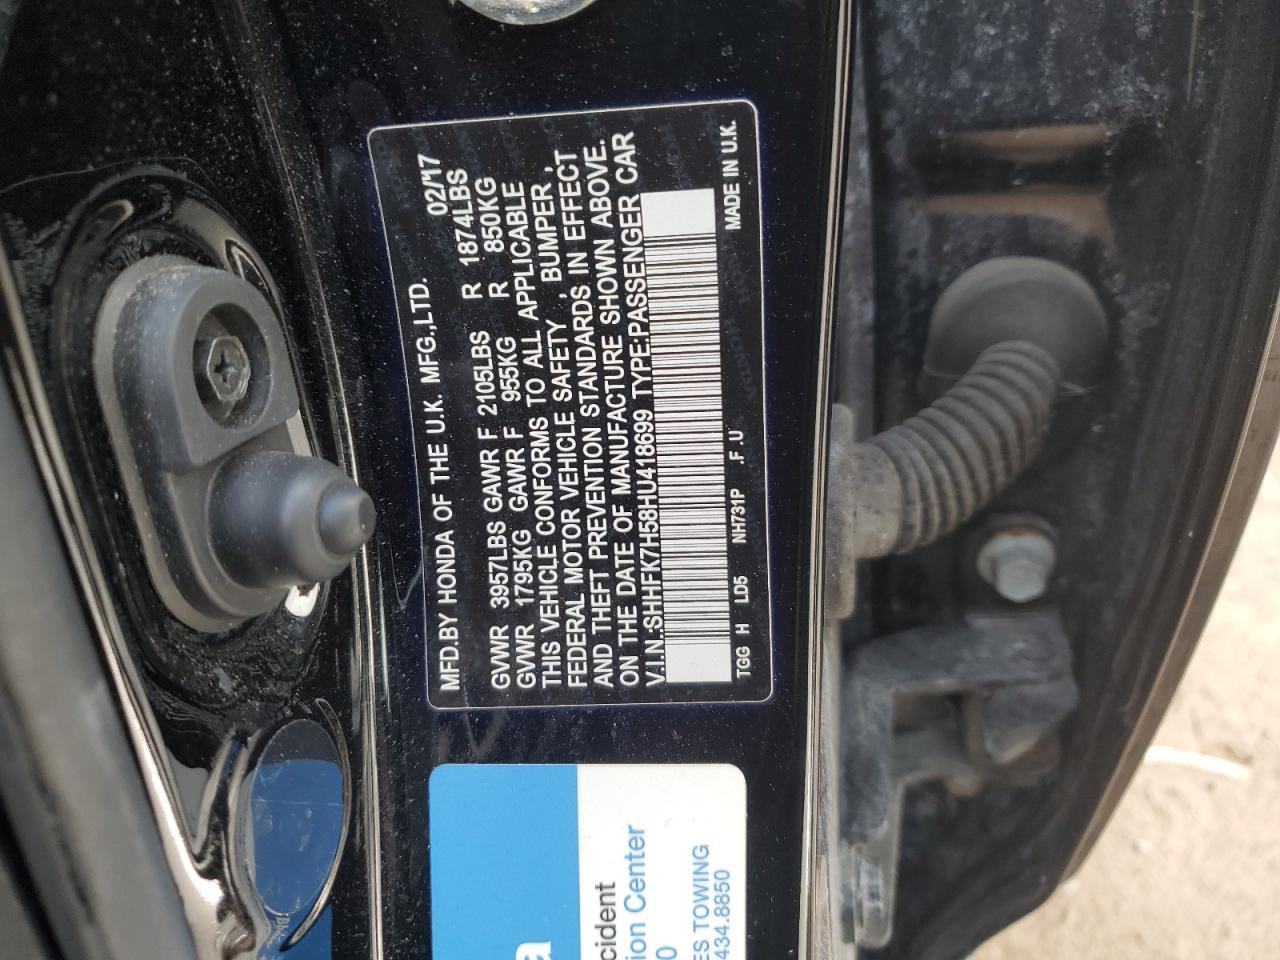 MFD.BY HONDA OF THE U.K. MFG.,LTD. 02/17
GVWR 3957LBS GAWR F 2105LBS R 1874LBS
GVWR 1795KG GAWR F 955KG R 850KG
THIS VEHICLE CONFORMS TO ALL APPLICABLE
FEDERAL MOTOR VEHICLE SAFETY , BUMPER ,
AND THEFT PREVENTION STANDARDS IN EFFECT
ON THE DATE OF MANUFACTURE SHOWN ABOVE.
V.I.N.:SHHFK7H58HU418699 TYPE:PASSENGER CAR
TGG H LD5 NH731P .F.U MADE IN U.K.
a
cident
ion Center
0
ES TOWING
434.8850